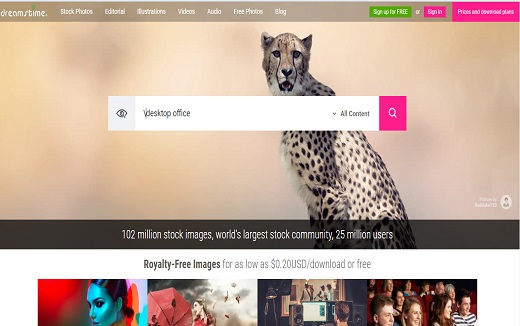 dreamstime.
Stock Photos Editorial Illustrations Videos Audio Free Photos Blog Sign up for FREE or Sign in Prices and download plans
desktop office All Content
102 million stock images, world's largest stock community, 25 million users
Royalty-Free Images for as low as $0.20USD/download or free